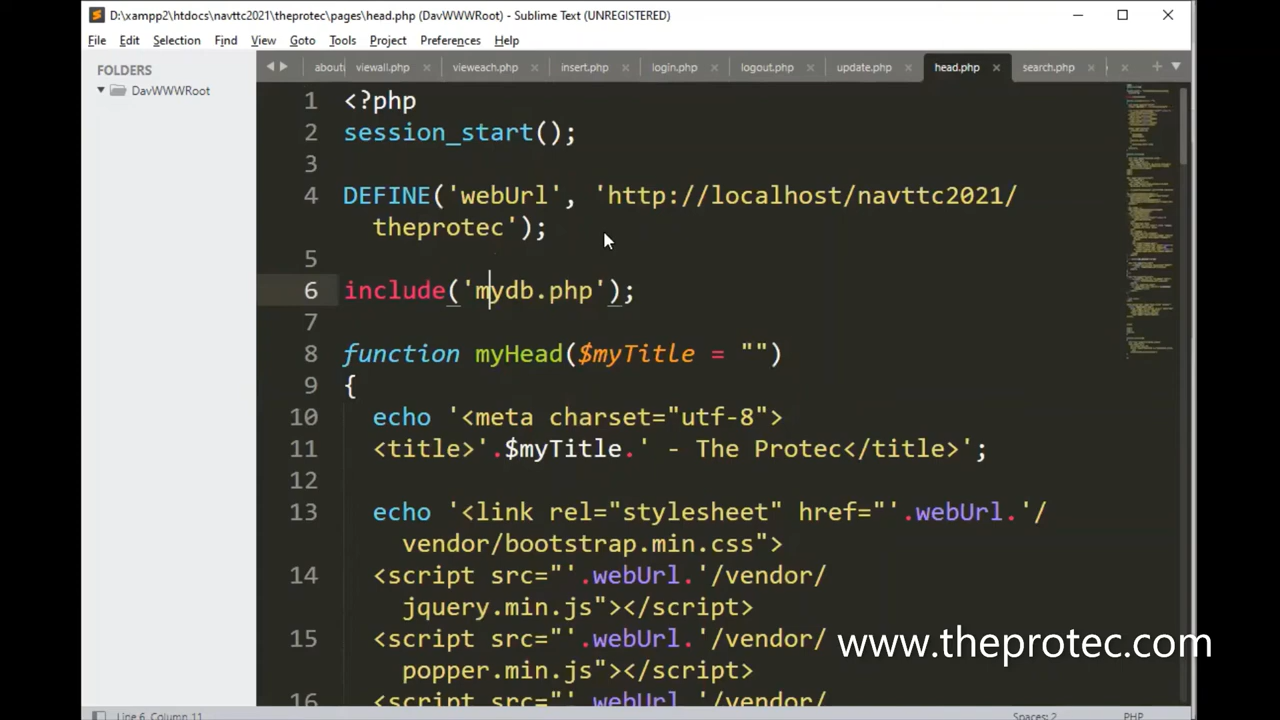 D:\xampp2\htdocs\navttc2021\theprotec\pages\head.php (DavWWWRoot) - Sublime Text (UNREGISTERED)
File Edit Selection Find View Goto Tools Project Preferences Help
FOLDERS
DavWWWRoot
about viewall.php vieweach.php insert.php login.php logout.php update.php head.php search.php
1 <?php
2 session_start();
3
4 DEFINE('webUrl', 'http://localhost/navttc2021/
theprotec');
5
6 include('mydb.php');
7
8 function myHead($myTitle = "")
9 {
10 echo '<meta charset="utf-8">
11 <title>'.$myTitle.' - The Protec</title>';
12
13 echo '<link rel="stylesheet" href="'.webUrl.'/
vendor/bootstrap.min.css">
14 <script src="'.webUrl.'/vendor/
jquery.min.js"></script>
15 <script src="'.webUrl.'/vendor/
popper.min.js"></script>
16 <script src="'.webUrl.'/vendor/
www.theprotec.com
Line 6, Column 11 Spaces: 2 PHP